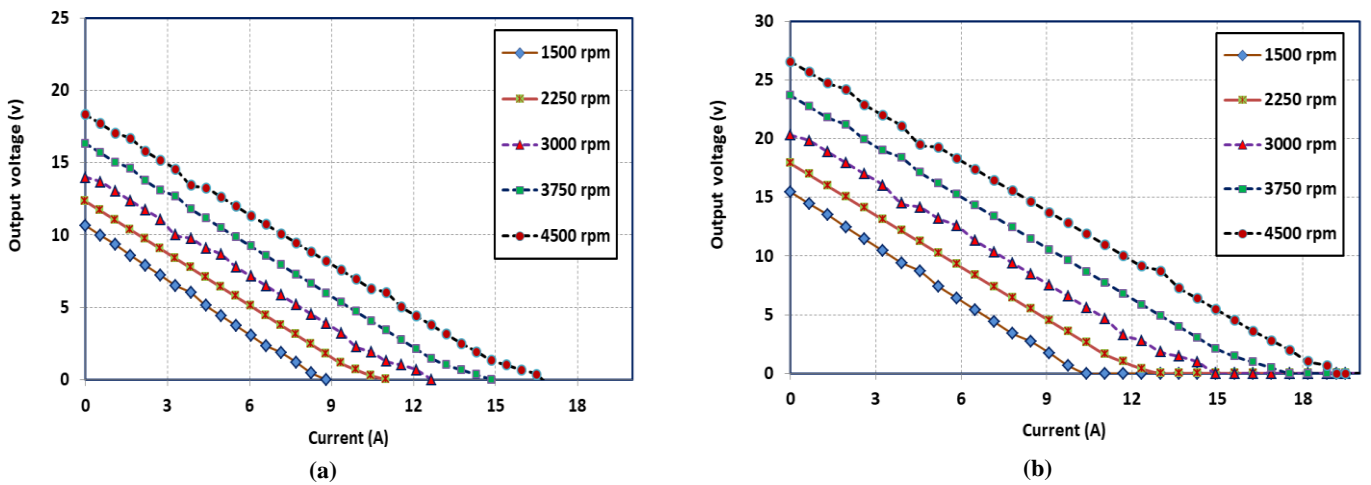 25
20
15
10
5
0
Output voltage (v)
0 3 6 9 12 15 18
Current (A)
1500 rpm
2250 rpm
3000 rpm
3750 rpm
4500 rpm
(a)
30
25
20
15
10
5
0
Output voltage (v)
0 3 6 9 12 15 18
Current (A)
1500 rpm
2250 rpm
3000 rpm
3750 rpm
4500 rpm
(b)